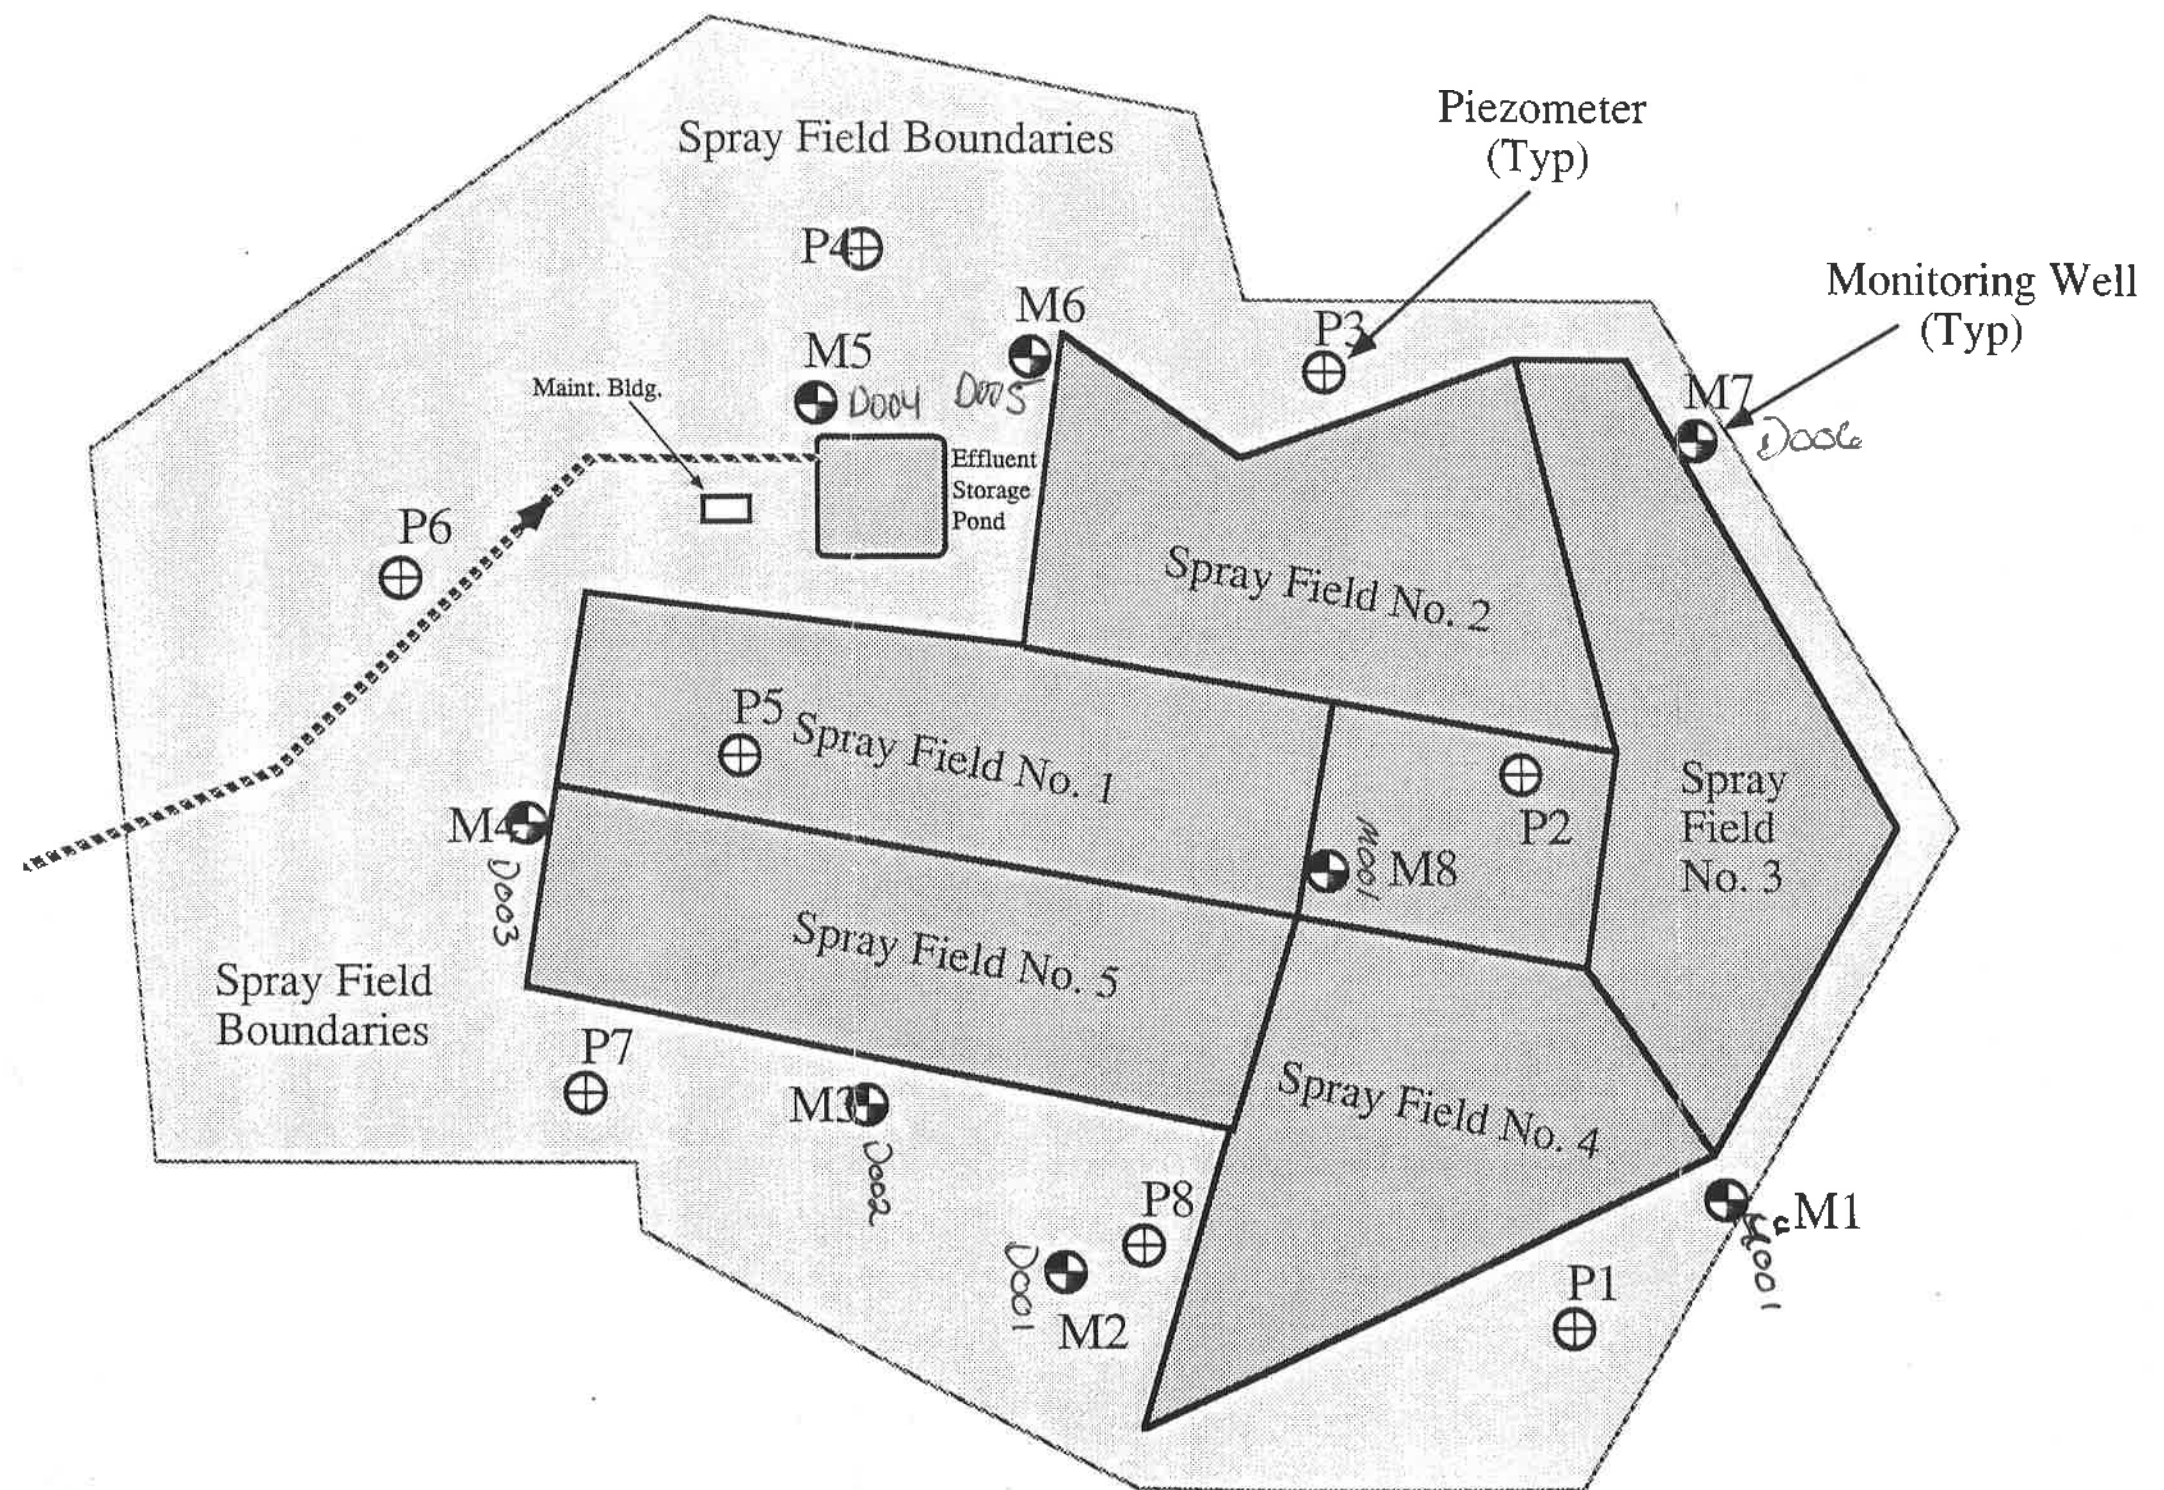 Spray Field Boundaries
Piezometer
(Typ)
Monitoring Well
(Typ)
P4
M6
P3
M5
D004
D005
Maint. Bldg.
M7
D006
Effluent
Storage
Pond
P6
Spray Field No. 2
P5
Spray Field No. 1
Spray
Field
No. 3
P2
M4
D003
M001
M8
Spray Field No. 5
Spray Field
Boundaries
P7
M3
D002
Spray Field No. 4
P8
M1
D001
M2
P1